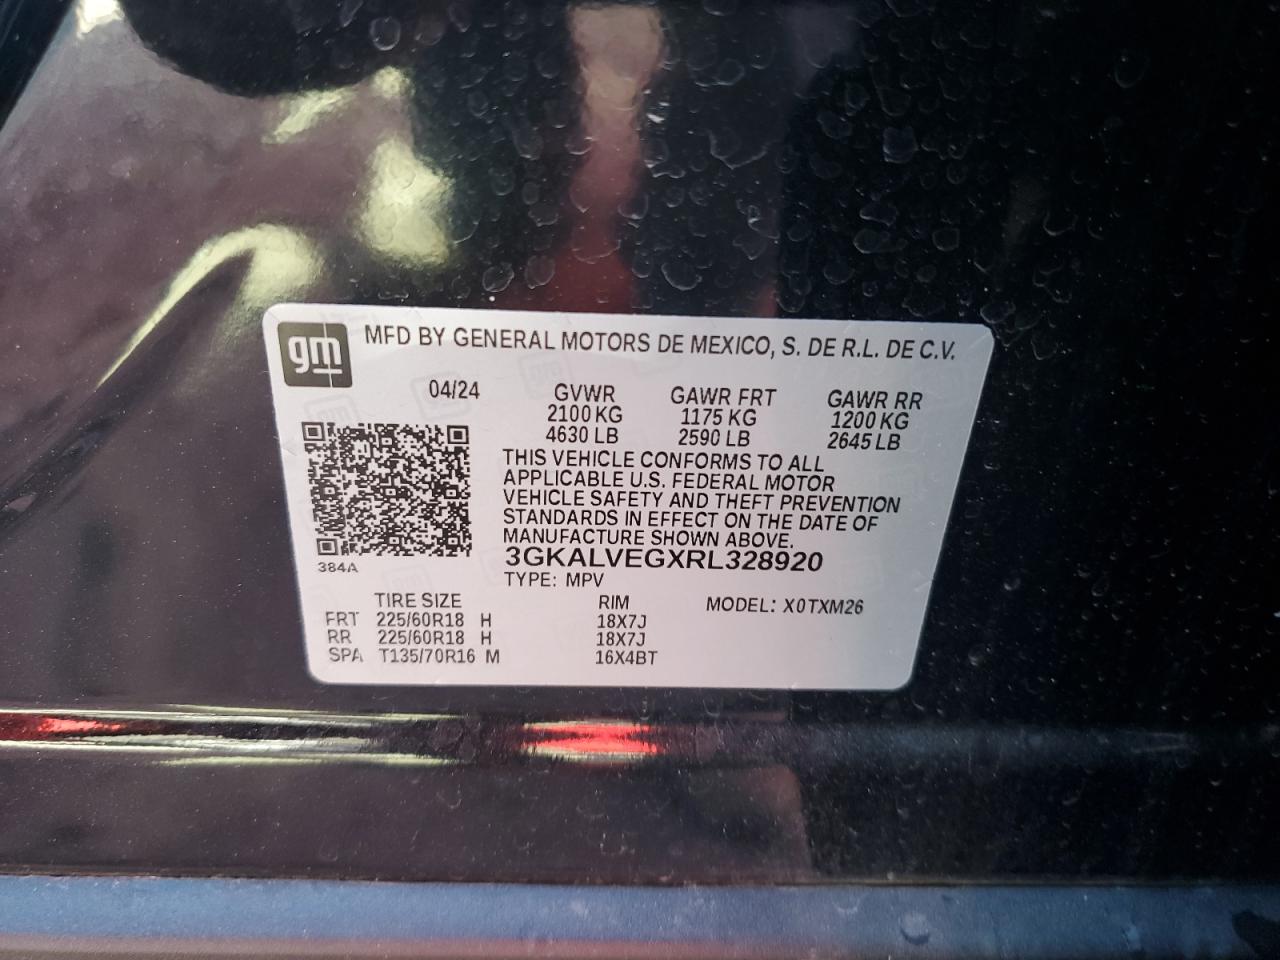 gm
MFD BY GENERAL MOTORS DE MEXICO, S. DE R.L. DE C.V.
04/24 GVWR GAWR FRT GAWR RR
2100 KG 1175 KG 1200 KG
4630 LB 2590 LB 2645 LB
THIS VEHICLE CONFORMS TO ALL
APPLICABLE U.S. FEDERAL MOTOR
VEHICLE SAFETY AND THEFT PREVENTION
STANDARDS IN EFFECT ON THE DATE OF
MANUFACTURE SHOWN ABOVE.
3GKALVEGXRL328920
384A
TYPE: MPV
TIRE SIZE RIM MODEL: X0TXM26
FRT 225/60R18 H 18X7J
RR 225/60R18 H 18X7J
SPA T135/70R16 M 16X4BT